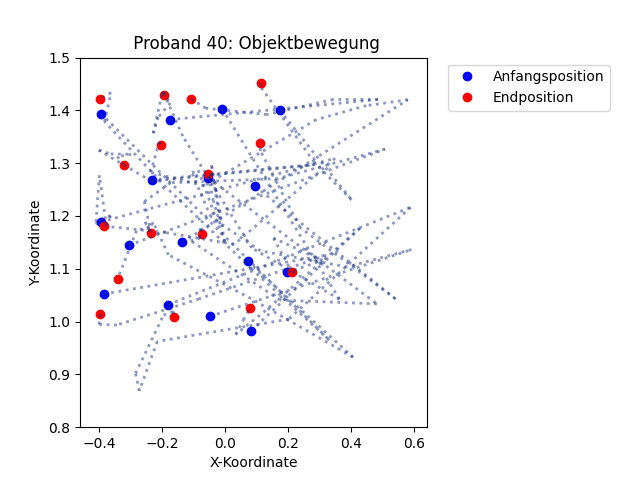 Proband 40: Objektbewegung
Anfangsposition
Endposition
1.5
1.4
1.3
1.2
1.1
1.0
0.9
0.8
Y-Koordinate
−0.4
−0.2
0.0
0.2
0.4
0.6
X-Koordinate